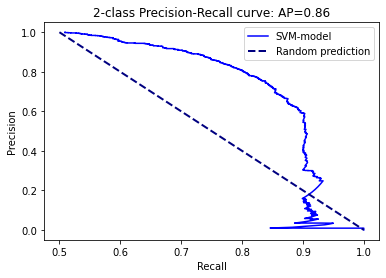 2-class Precision-Recall curve: AP=0.86
SVM-model
Random prediction
Precision
1.0
0.8
0.6
0.4
0.2
0.0
0.5
0.6
0.7
0.8
0.9
1.0
Recall